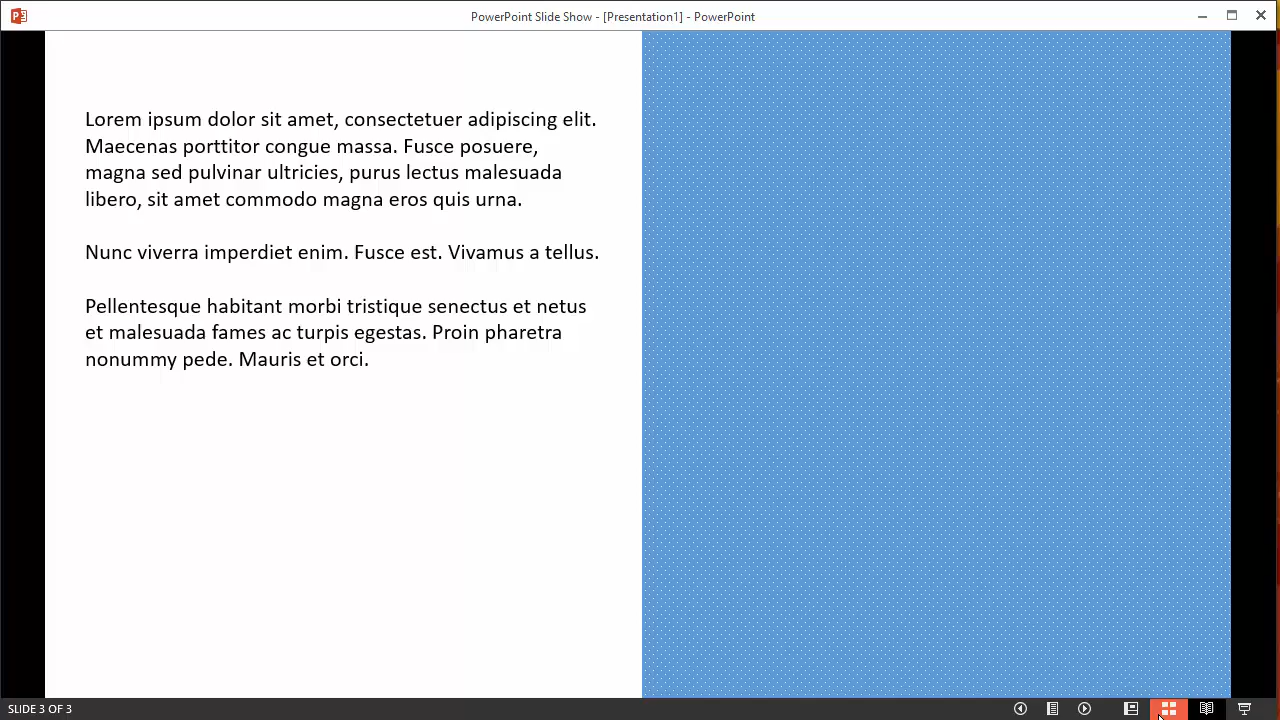 PowerPoint Slide Show - [Presentation1] - PowerPoint
Lorem ipsum dolor sit amet, consectetuer adipiscing elit.
Maecenas porttitor congue massa. Fusce posuere,
magna sed pulvinar ultricies, purus lectus malesuada
libero, sit amet commodo magna eros quis urna.
Nunc viverra imperdiet enim. Fusce est. Vivamus a tellus.
Pellentesque habitant morbi tristique senectus et netus
et malesuada fames ac turpis egestas. Proin pharetra
nonummy pede. Mauris et orci.
SLIDE 3 OF 3